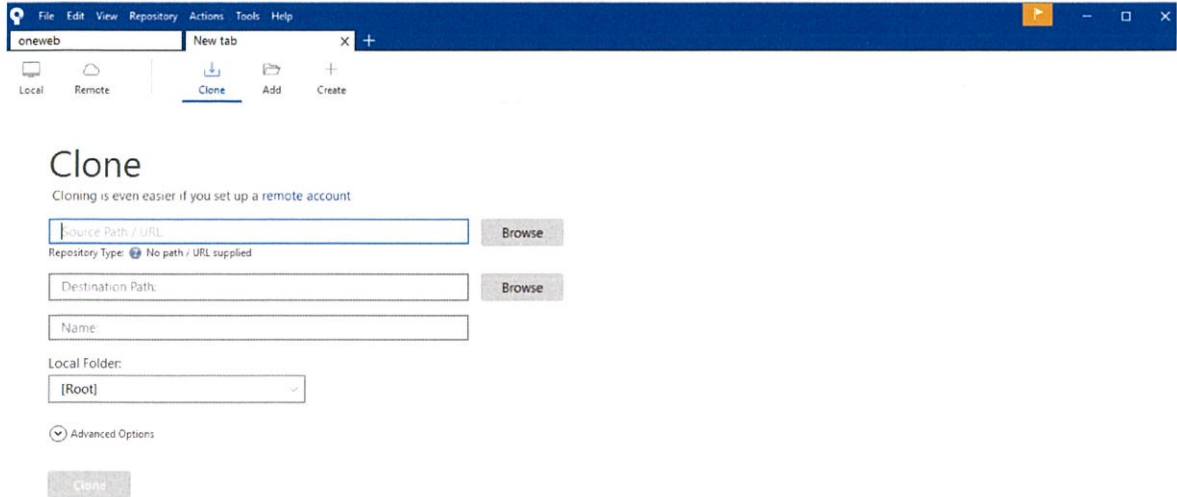 File Edit View Repository Actions Tools Help
oneweb New tab
Local Remote Clone Add Create
Clone
Cloning is even easier if you set up a remote account
Source Path / URL Browse
Repository Type: No path / URL supplied
Destination Path: Browse
Name:
Local Folder:
[Root]
Advanced Options
Clone